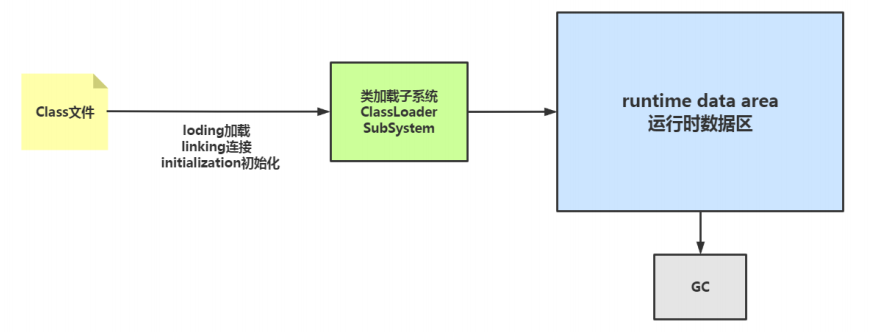 Class文件
loding加载
linking连接
initialization初始化
类加载子系统
ClassLoader
SubSystem
runtime data area
运行时数据区
GC